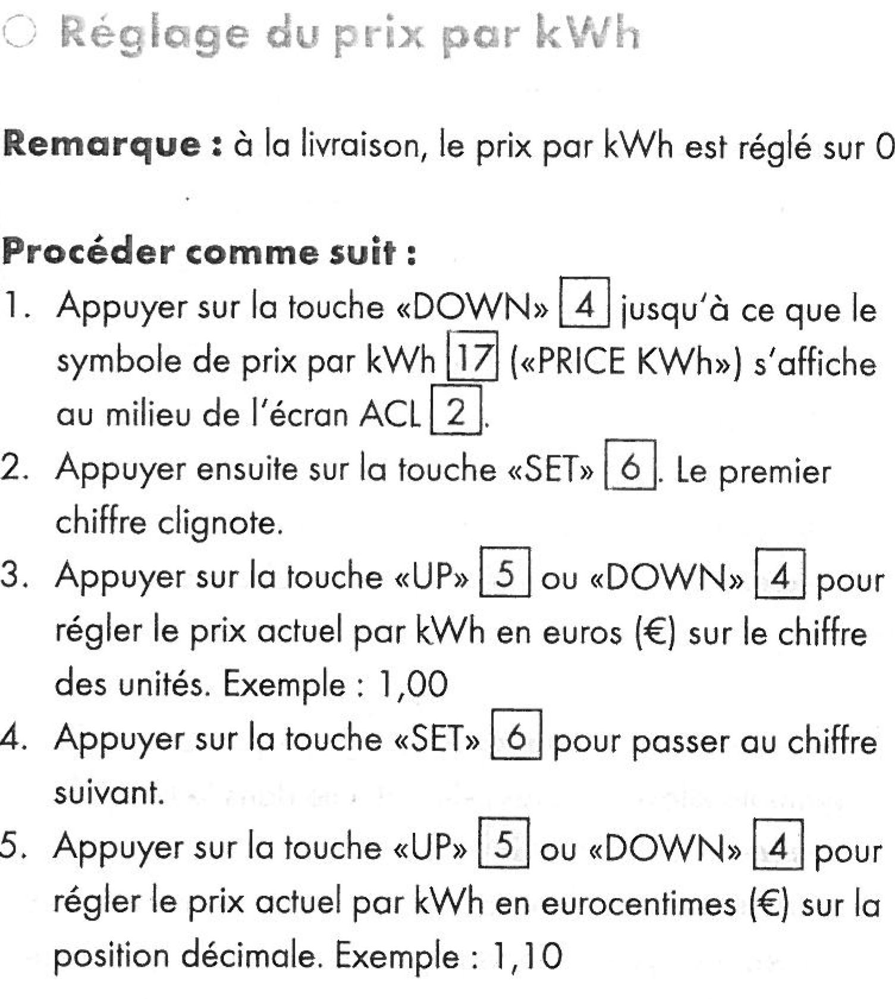 Réglage du prix par kWh
Remarque : à la livraison, le prix par kWh est réglé sur 0
Procéder comme suit :
1. Appuyer sur la touche «DOWN» 4 jusqu'à ce que le
symbole de prix par kWh 17 («PRICE KWh») s'affiche
au milieu de l'écran ACL 2.
2. Appuyer ensuite sur la touche «SET» 6. Le premier
chiffre clignote.
3. Appuyer sur la touche «UP» 5 ou «DOWN» 4 pour
régler le prix actuel par kWh en euros (€) sur le chiffre
des unités. Exemple : 1,00
4. Appuyer sur la touche «SET» 6 pour passer au chiffre
suivant.
5. Appuyer sur la touche «UP» 5 ou «DOWN» 4 pour
régler le prix actuel par kWh en eurocentimes (€) sur la
position décimale. Exemple : 1,10